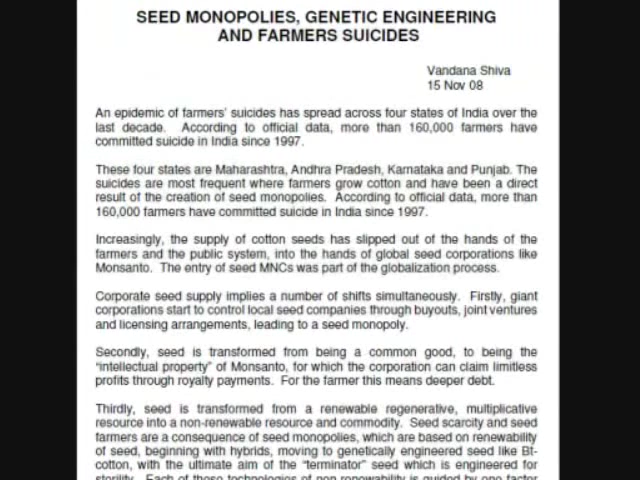 SEED MONOPOLIES, GENETIC ENGINEERING
AND FARMERS SUICIDES
Vandana Shiva
15 Nov 08
An epidemic of farmers' suicides has spread across four states of India over the
last decade. According to official data, more than 160,000 farmers have
committed suicide in India since 1997.
These four states are Maharashtra, Andhra Pradesh, Karnataka and Punjab. The
suicides are most frequent where farmers grow cotton and have been a direct
result of the creation of seed monopolies. According to official data, more than
160,000 farmers have committed suicide in India since 1997.
Increasingly, the supply of cotton seeds has slipped out of the hands of the
farmers and the public system, into the hands of global seed corporations like
Monsanto. The entry of seed MNCs was part of the globalization process.
Corporate seed supply implies a number of shifts simultaneously. Firstly, giant
corporations start to control local seed companies through buyouts, joint ventures
and licensing arrangements, leading to a seed monopoly.
Secondly, seed is transformed from being a common good, to being the
"intellectual property" of Monsanto, for which the corporation can claim limitless
profits through royalty payments. For the farmer this means deeper debt.
Thirdly, seed is transformed from a renewable regenerative, multiplicative
resource into a non-renewable resource and commodity. Seed scarcity and seed
farmers are a consequence of seed monopolies, which are based on renewability
of seed, beginning with hybrids, moving to genetically engineered seed like Bt-
cotton, with the ultimate aim of the "terminator" seed which is engineered for
sterility. Each of these technologies of non renewability is guided by one factor